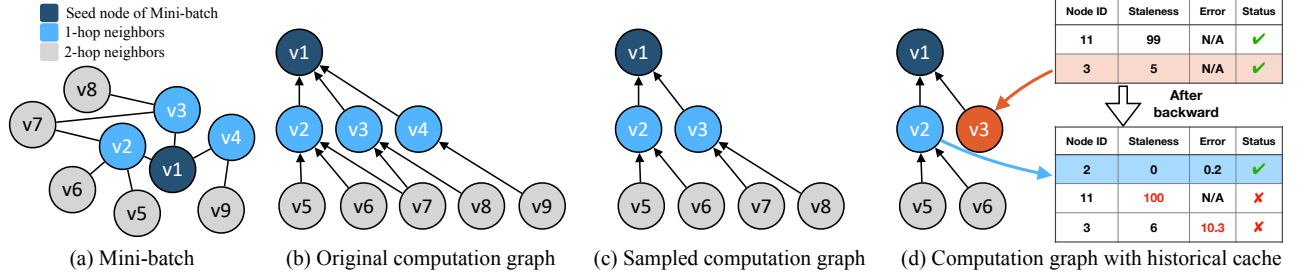 Seed node of Mini-batch
1-hop neighbors
2-hop neighbors
v8
v3
v7
v4
v2
v1
v6
v5
v9
(a) Mini-batch
v1
v2 v3 v4
v5 v6 v7 v8 v9
(b) Original computation graph
v1
v2 v3
v5 v6 v7 v8
(c) Sampled computation graph
v1
v2 v3
v5 v6
Node ID Staleness Error Status
11 99 N/A ✔
3 5 N/A ✔
After
backward
Node ID Staleness Error Status
2 0 0.2 ✔
11 100 N/A ✘
3 6 10.3 ✘
(d) Computation graph with historical cache